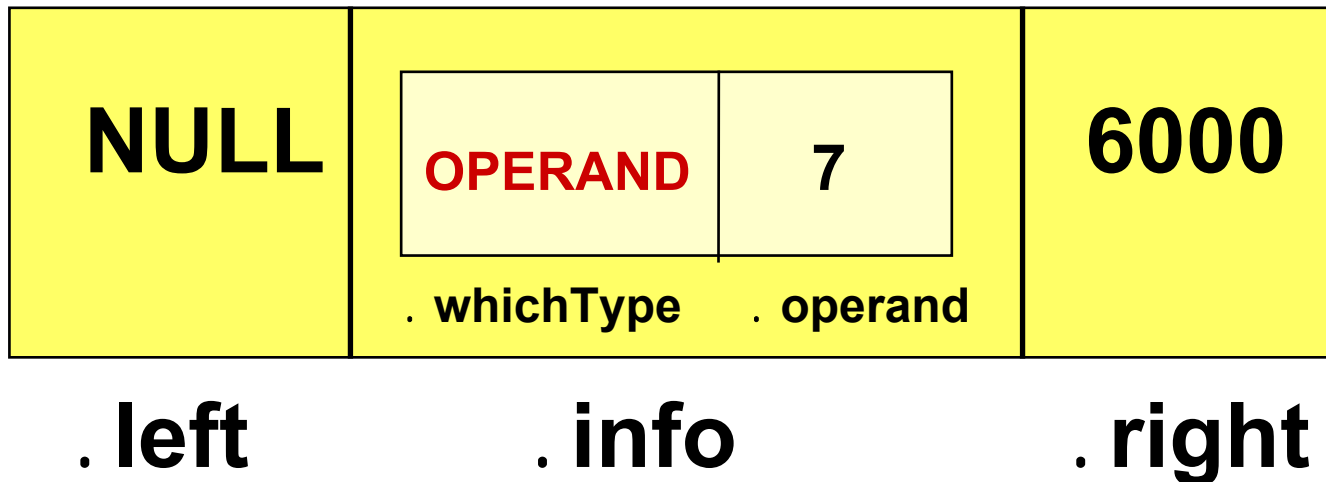 NULL OPERAND 7 6000
. whichType . operand
. left . info . right